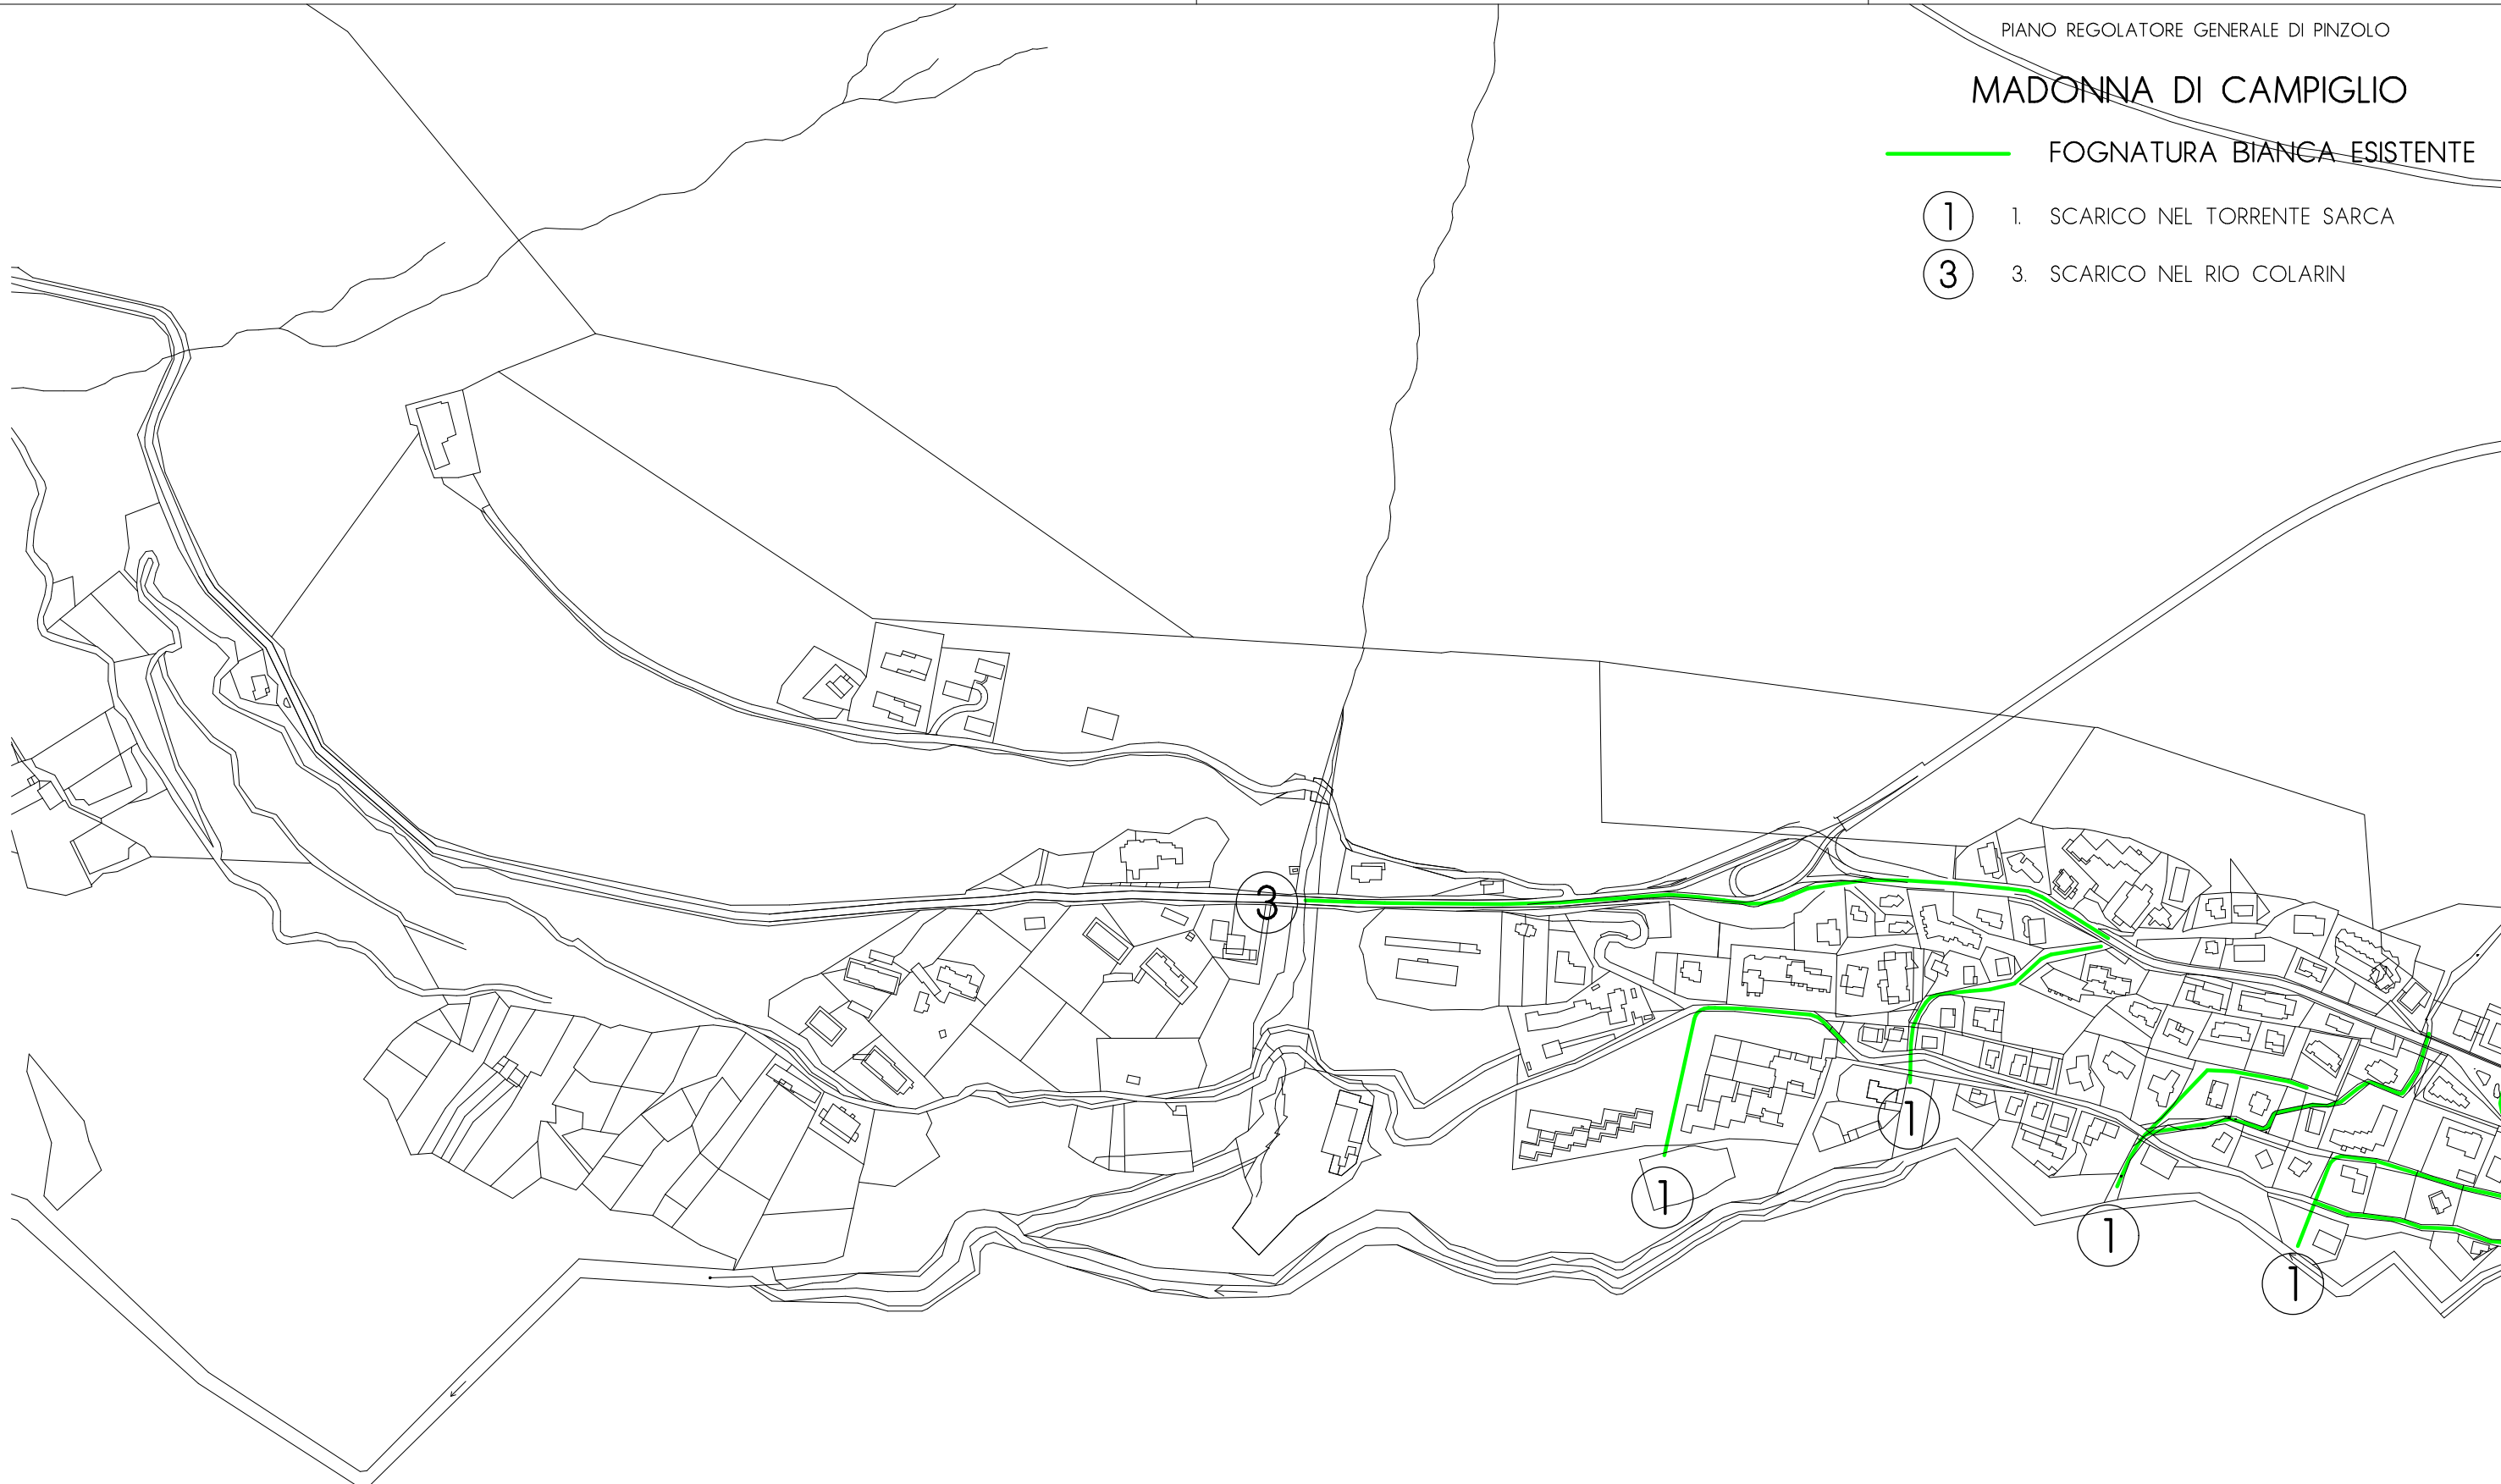 PIANO REGOLATORE GENERALE DI PINZOLO
MADONNA DI CAMPIGLIO
FOGNATURA BIANCA ESISTENTE
1 1. SCARICO NEL TORRENTE SARCA
3 3. SCARICO NEL RIO COLARIN
3
1
1
1
1